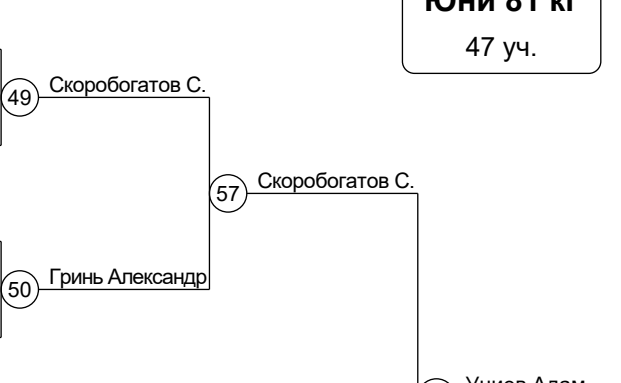 Юни 81 кг
47 уч.
49 Скоробогатов С.
57 Скоробогатов С.
50 Гринь Александр